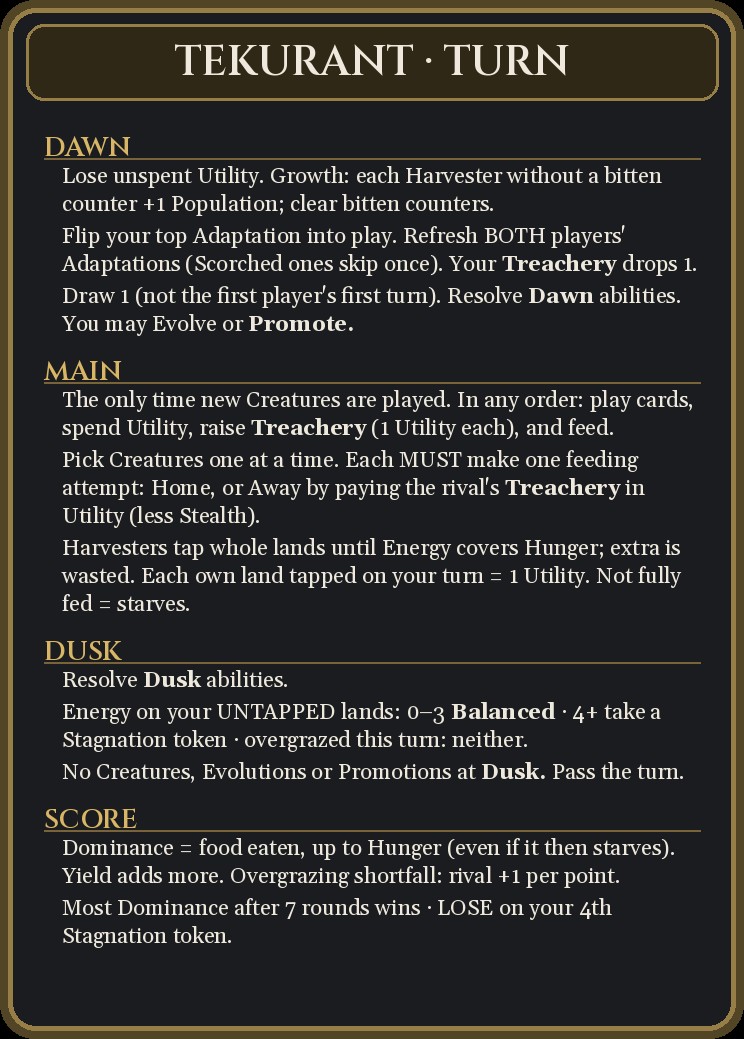 TEKURANT · TURN
DAWN
Lose unspent Utility. Growth: each Harvester without a bitten
counter +1 Population; clear bitten counters.
Flip your top Adaptation into play. Refresh BOTH players'
Adaptations (Scorched ones skip once). Your Treachery drops 1.
Draw 1 (not the first player's first turn). Resolve Dawn abilities.
You may Evolve or Promote.
MAIN
The only time new Creatures are played. In any order: play cards,
spend Utility, raise Treachery (1 Utility each), and feed.
Pick Creatures one at a time. Each MUST make one feeding
attempt: Home, or Away by paying the rival's Treachery in
Utility (less Stealth).
Harvesters tap whole lands until Energy covers Hunger; extra is
wasted. Each own land tapped on your turn = 1 Utility. Not fully
fed = starves.
DUSK
Resolve Dusk abilities.
Energy on your UNTAPPED lands: 0–3 Balanced · 4+ take a
Stagnation token · overgrazed this turn: neither.
No Creatures, Evolutions or Promotions at Dusk. Pass the turn.
SCORE
Dominance = food eaten, up to Hunger (even if it then starves).
Yield adds more. Overgrazing shortfall: rival +1 per point.
Most Dominance after 7 rounds wins · LOSE on your 4th
Stagnation token.